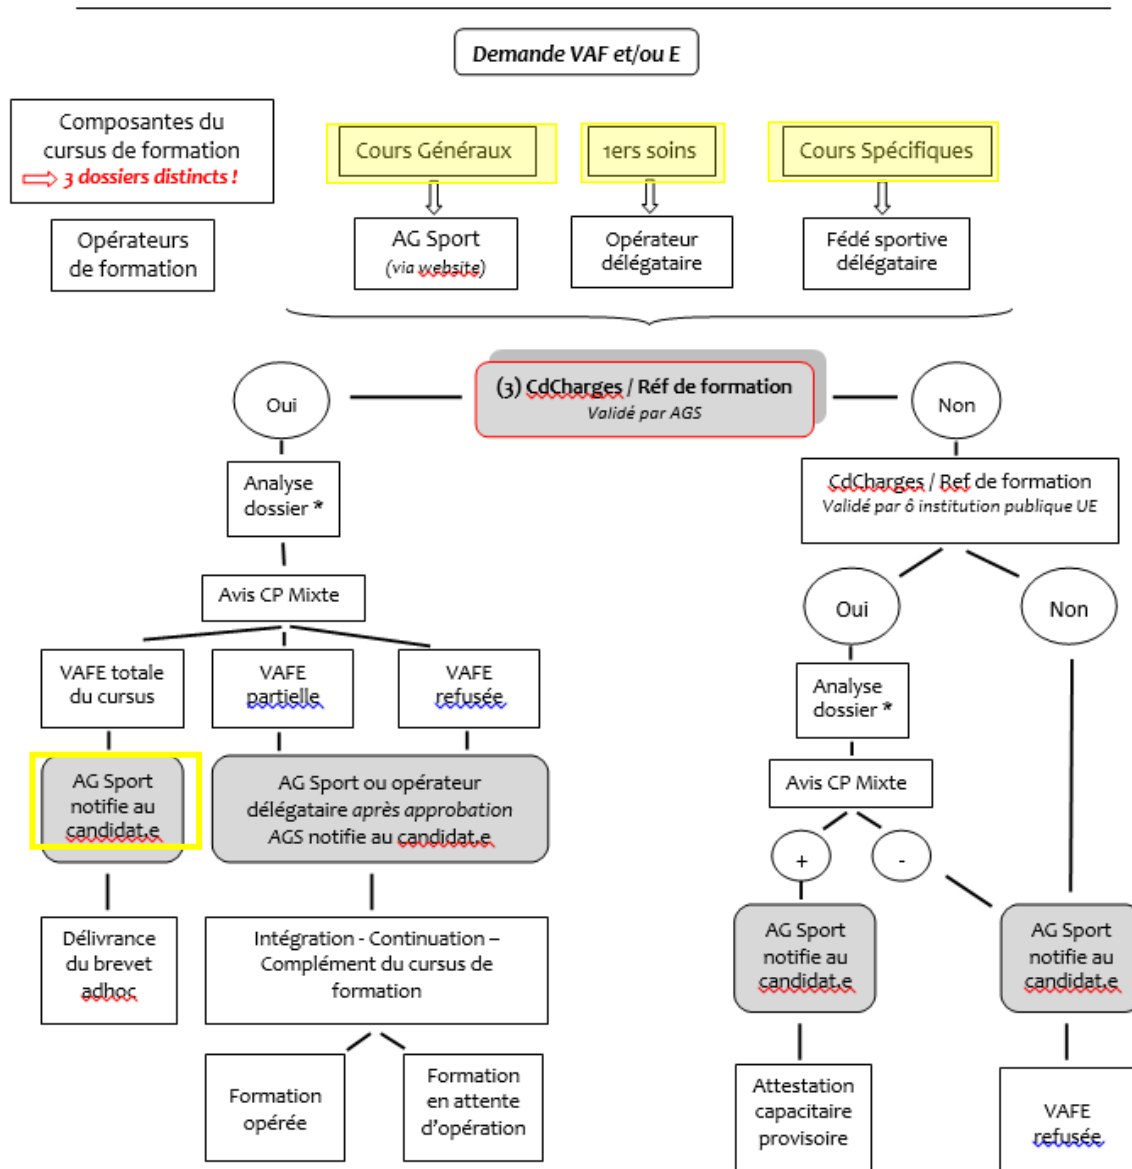 Demande VAF et/ou E
Composantes du
cursus de formation
3 dossiers distincts !
Cours Généraux
1ers soins
Cours Spécifiques
Opérateurs
de formation
AG Sport
(via website)
Opérateur
délégataire
Fédé sportive
délégataire
(3) CdCharges / Réf de formation
Validé par AGS
Oui
Non
Analyse
dossier *
CdCharges / Ref de formation
Validé par ô institution publique UE
Avis CP Mixte
Oui
Non
VAFE totale
du cursus
VAFE
partielle
VAFE
refusée
Analyse
dossier *
AG Sport
notifie au
candidat.e
AG Sport ou opérateur
délégataire après approbation
AGS notifie au candidat.e
Avis CP Mixte
+
-
Délivrance
du brevet
adhoc
Intégration - Continuation –
Complément du cursus de
formation
AG Sport
notifie au
candidat.e
AG Sport
notifie au
candidat.e
Formation
opérée
Formation
en attente
d'opération
Attestation
capacitaire
provisoire
VAFE
refusée